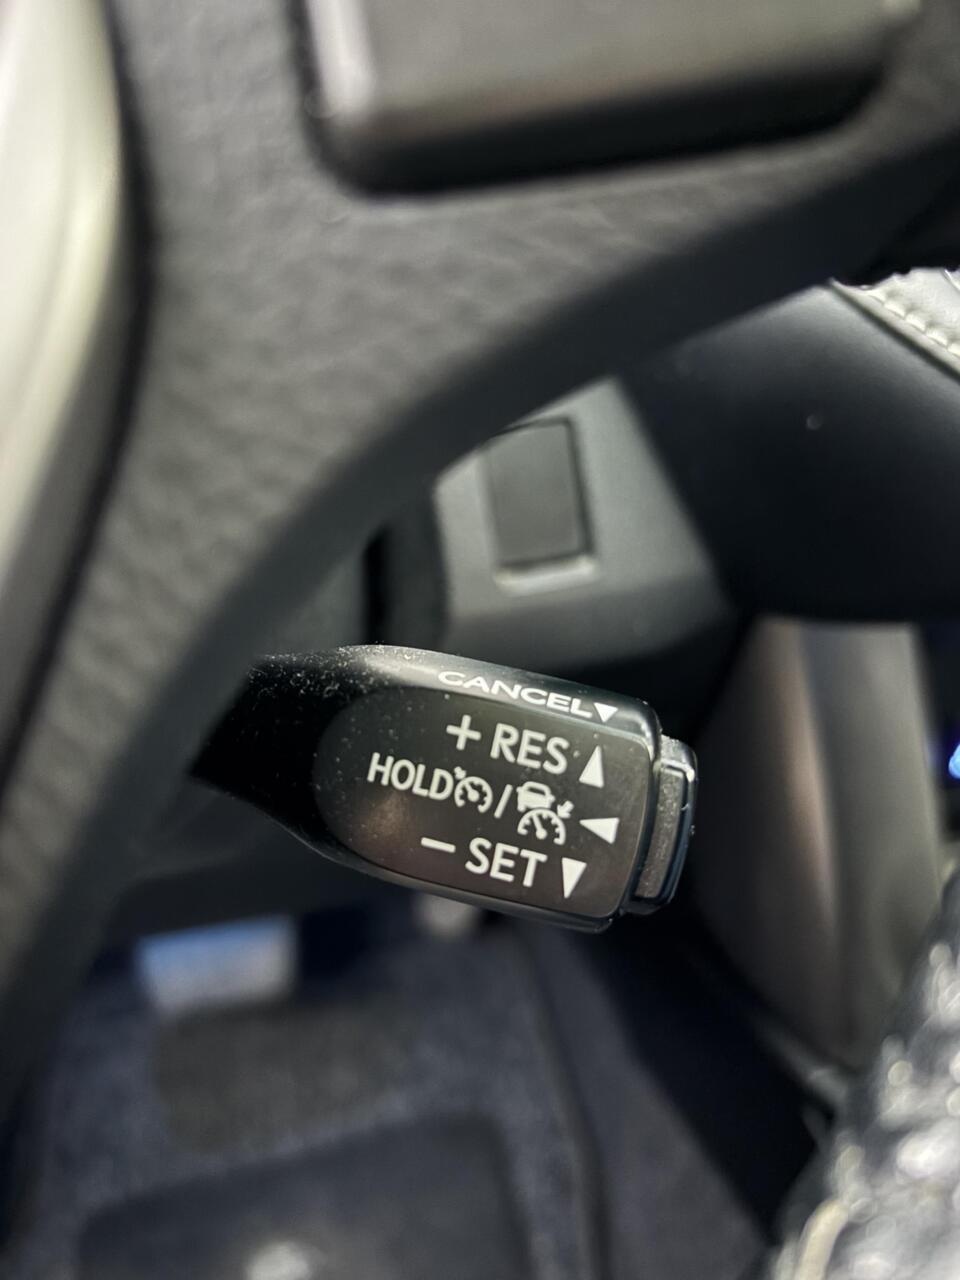 CANCEL▼
+ RES ▲
HOLD / ◀
− SET ▼